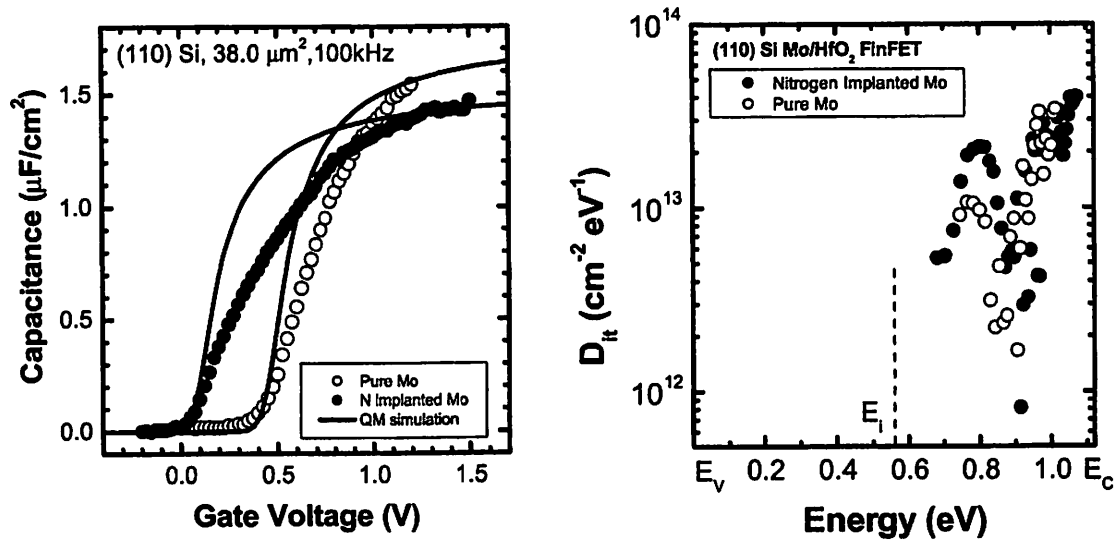 (110) Si, 38.0 μm², 100kHz
Capacitance (μF/cm²)
1.5
1.0
0.5
0.0
Pure Mo
N Implanted Mo
QM simulation
0.0 0.5 1.0 1.5
Gate Voltage (V)
(110) Si Mo/HfO₂ FinFET
Nitrogen Implanted Mo
Pure Mo
D_it (cm⁻² eV⁻¹)
10¹⁴
10¹³
10¹²
E_i
E_V 0.2 0.4 0.6 0.8 1.0 E_C
Energy (eV)